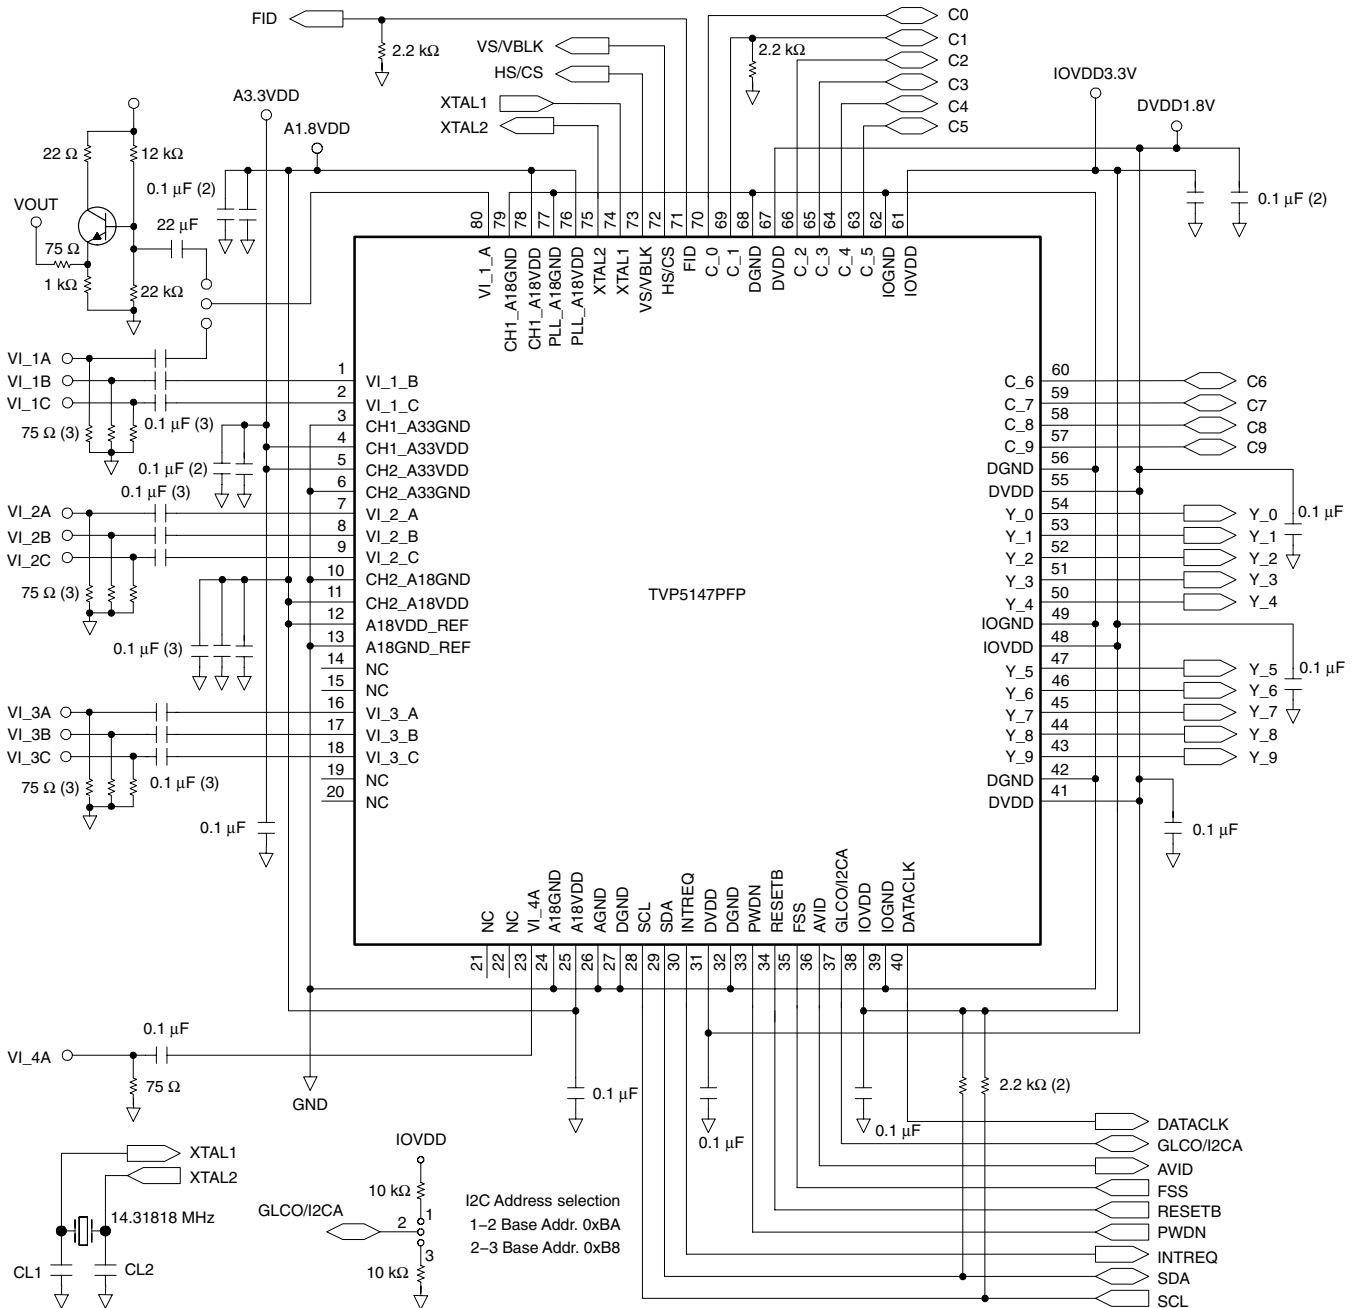 FID
2.2 kΩ
VS/VBLK
HS/CS
XTAL1
XTAL2
C0
C1
2.2 kΩ
C2
C3
C4
C5
IOVDD3.3V
DVDD1.8V
0.1 µF (2)
A3.3VDD
A1.8VDD
22 Ω
12 kΩ
0.1 µF (2)
VOUT
22 µF
75 Ω
1 kΩ
22 kΩ
80 79 78 77 76 75 74 73 72 71 70 69 68 67 66 65 64 63 62 61
VI_1_A
CH1_A18GND
CH1_A18VDD
PLL_A18GND
PLL_A18VDD
XTAL2
XTAL1
VS/VBLK
HS/CS
FID
C_0
C_1
DGND
DVDD
C_2
C_3
C_4
C_5
IOGND
IOVDD
VI_1A
VI_1B
VI_1C
75 Ω (3)
0.1 µF (3)
0.1 µF (2)
0.1 µF (3)
VI_2A
VI_2B
VI_2C
75 Ω (3)
0.1 µF (3)
VI_3A
VI_3B
VI_3C
75 Ω (3)
0.1 µF (3)
0.1 µF
1 VI_1_B
2 VI_1_C
3 CH1_A33GND
4 CH1_A33VDD
5 CH2_A33VDD
6 CH2_A33GND
7 VI_2_A
8 VI_2_B
9 VI_2_C
10 CH2_A18GND
11 CH2_A18VDD
12 A18VDD_REF
13 A18GND_REF
14 NC
15 NC
16 VI_3_A
17 VI_3_B
18 VI_3_C
19 NC
20 NC
TVP5147PFP
C_6 60 C6
C_7 59 C7
C_8 58 C8
C_9 57 C9
DGND 56
DVDD 55
Y_0 54 Y_0
0.1 µF
Y_1 53 Y_1
Y_2 52 Y_2
Y_3 51 Y_3
Y_4 50 Y_4
IOGND 49
IOVDD 48
Y_5 47 Y_5
0.1 µF
Y_6 46 Y_6
Y_7 45 Y_7
Y_8 44 Y_8
Y_9 43 Y_9
DGND 42
DVDD 41
0.1 µF
NC
NC
VI_4A
A18GND
A18VDD
AGND
DGND
SCL
SDA
INTREQ
DVDD
DGND
PWDN
RESETB
FSS
AVID
GLCO/I2CA
IOVDD
IOGND
DATACLK
21 22 23 24 25 26 27 28 29 30 31 32 33 34 35 36 37 38 39 40
0.1 µF
VI_4A
75 Ω
GND
0.1 µF
0.1 µF
0.1 µF
2.2 kΩ (2)
XTAL1
XTAL2
14.31818 MHz
CL1
CL2
IOVDD
10 kΩ
GLCO/I2CA
1
2
3
10 kΩ
I2C Address selection
1−2 Base Addr. 0xBA
2−3 Base Addr. 0xB8
DATACLK
GLCO/I2CA
AVID
FSS
RESETB
PWDN
INTREQ
SDA
SCL